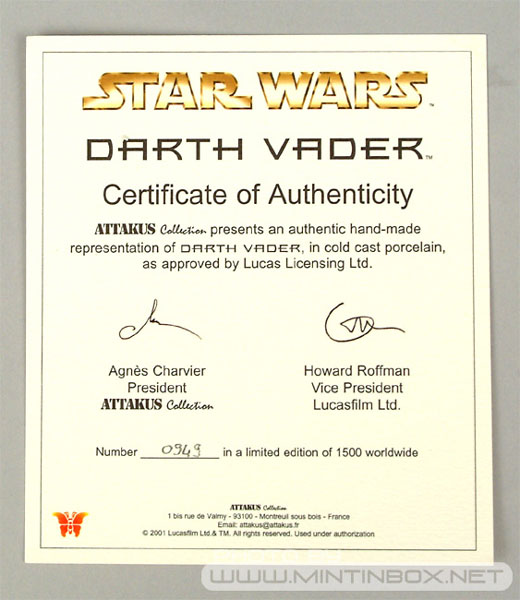 STAR WARS™
DARTH VADER™
Certificate of Authenticity
ATTAKUS Collection presents an authentic hand-made
representation of DARTH VADER, in cold cast porcelain,
as approved by Lucas Licensing Ltd.
Agnès Charvier
President
ATTAKUS Collection
Howard Roffman
Vice President
Lucasfilm Ltd.
Number 0949 in a limited edition of 1500 worldwide
ATTAKUS Collection
1 bis rue de Valmy - 93100 - Montreuil sous bois - France
Email: attakus@attakus.fr
© 2001 Lucasfilm Ltd.& TM. All rights reserved. Used under authorization
WWW.MINTINBOX.NET